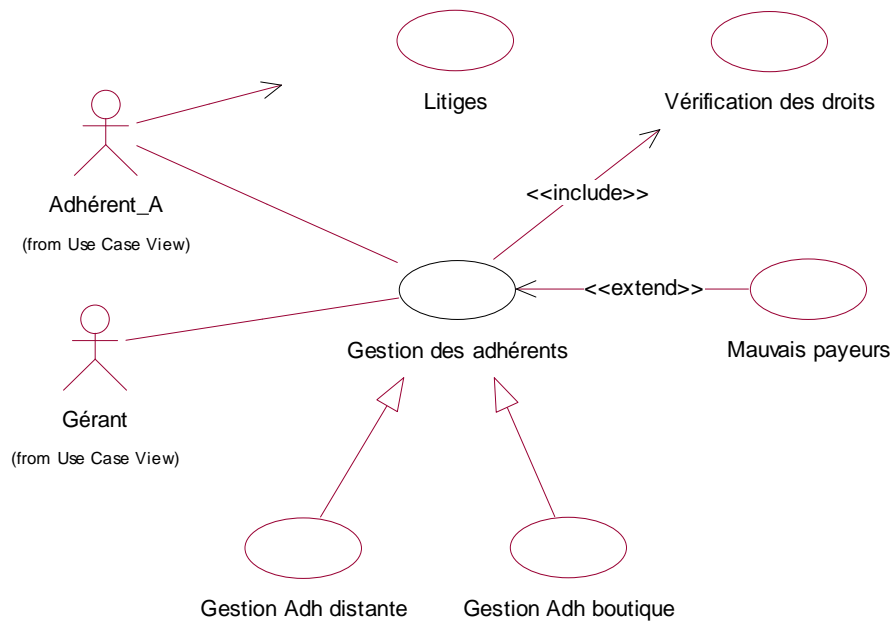 Litiges
Vérification des droits
Adhérent_A
(from Use Case View)
<<include>>
<<extend>>
Gestion des adhérents
Mauvais payeurs
Gérant
(from Use Case View)
Gestion Adh distante
Gestion Adh boutique